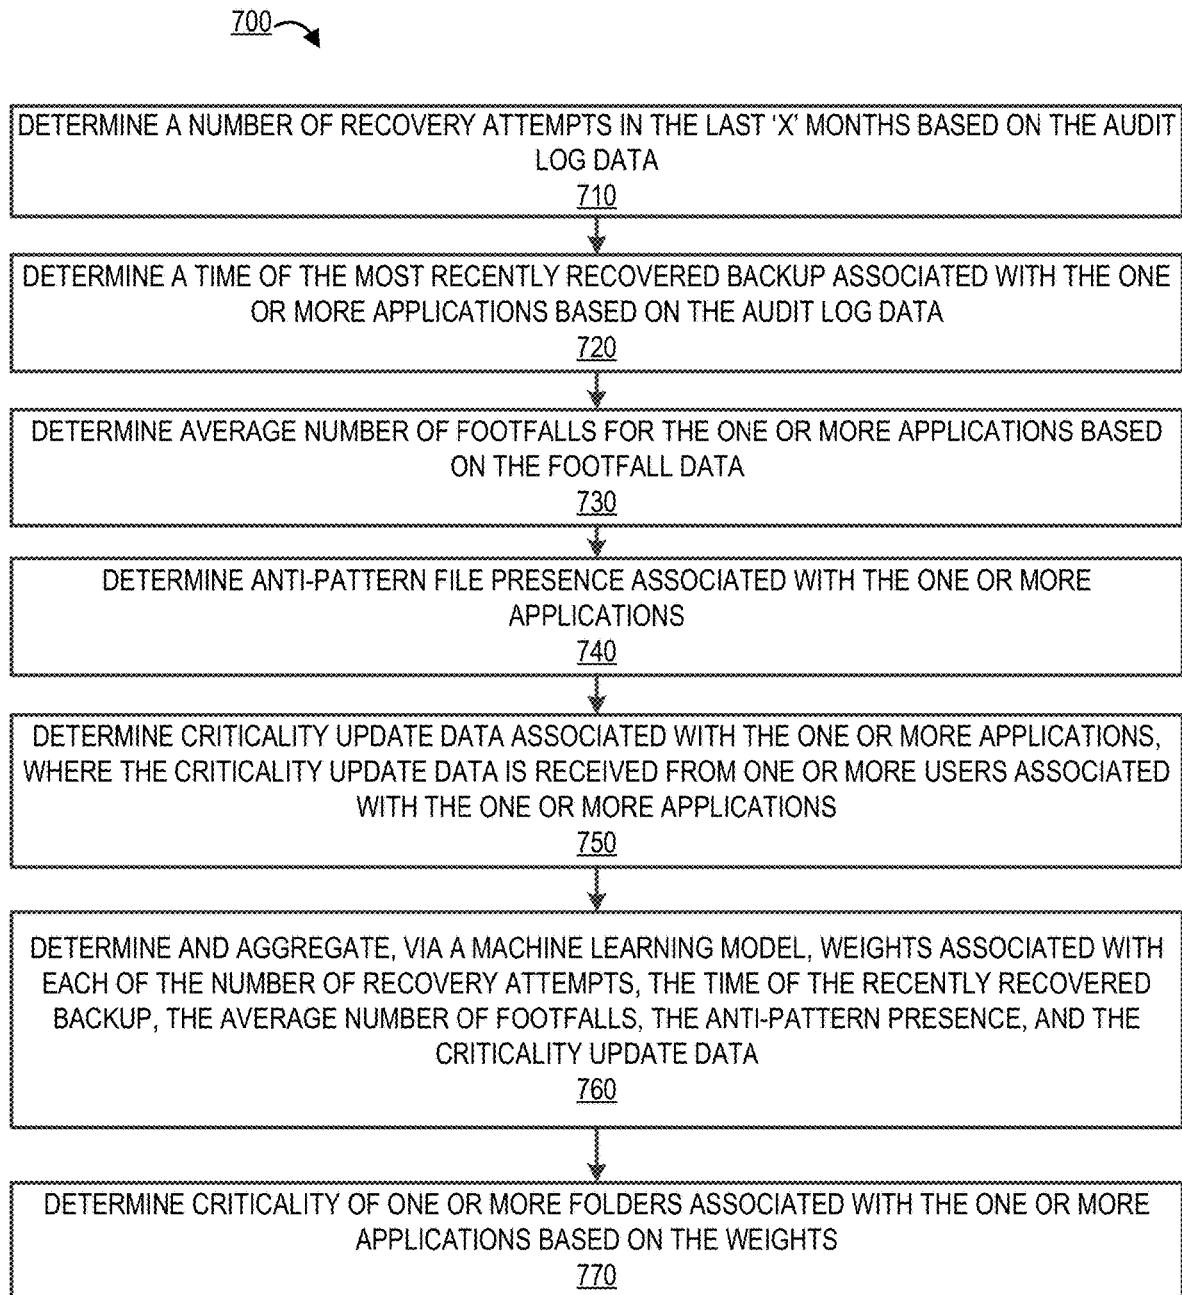 700
DETERMINE A NUMBER OF RECOVERY ATTEMPTS IN THE LAST ‘X’ MONTHS BASED ON THE AUDIT
LOG DATA
710
DETERMINE A TIME OF THE MOST RECENTLY RECOVERED BACKUP ASSOCIATED WITH THE ONE
OR MORE APPLICATIONS BASED ON THE AUDIT LOG DATA
720
DETERMINE AVERAGE NUMBER OF FOOTFALLS FOR THE ONE OR MORE APPLICATIONS BASED
ON THE FOOTFALL DATA
730
DETERMINE ANTI-PATTERN FILE PRESENCE ASSOCIATED WITH THE ONE OR MORE
APPLICATIONS
740
DETERMINE CRITICALITY UPDATE DATA ASSOCIATED WITH THE ONE OR MORE APPLICATIONS,
WHERE THE CRITICALITY UPDATE DATA IS RECEIVED FROM ONE OR MORE USERS ASSOCIATED
WITH THE ONE OR MORE APPLICATIONS
750
DETERMINE AND AGGREGATE, VIA A MACHINE LEARNING MODEL, WEIGHTS ASSOCIATED WITH
EACH OF THE NUMBER OF RECOVERY ATTEMPTS, THE TIME OF THE RECENTLY RECOVERED
BACKUP, THE AVERAGE NUMBER OF FOOTFALLS, THE ANTI-PATTERN PRESENCE, AND THE
CRITICALITY UPDATE DATA
760
DETERMINE CRITICALITY OF ONE OR MORE FOLDERS ASSOCIATED WITH THE ONE OR MORE
APPLICATIONS BASED ON THE WEIGHTS
770